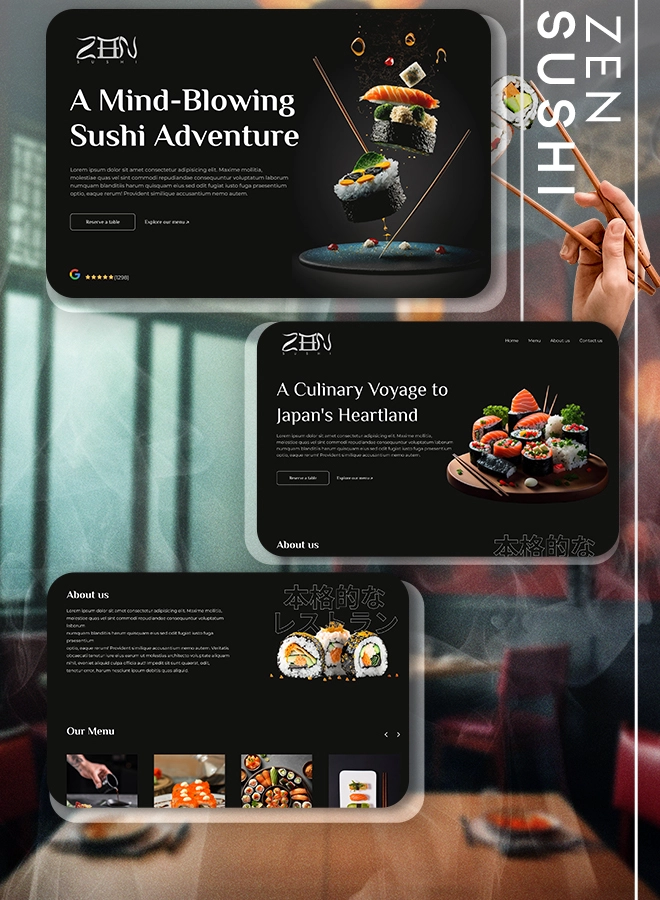 ZEN
SUSHI
ZEN
SUSHI
A Mind-Blowing
Sushi Adventure
Lorem ipsum dolor sit amet consectetur adipisicing elit. Maxime,
molestiae quas vel sint commodi repudiandae consequuntur voluptatum laborum
numquam blanditiis harum quisquam eius sed odit fugiat iusto praesentium
optio, eaque rerum! Provident similique accusantium nemo autem.
Reserve a table
Explore our menu
(1298)
ZEN
SUSHI
Home
Menu
About us
Contact us
A Culinary Voyage to
Japan's Heartland
Lorem ipsum dolor sit amet consectetur adipisicing elit. Maxime,
molestiae quas vel sint commodi repudiandae consequuntur voluptatum laborum
numquam blanditiis harum quisquam eius sed odit fugiat iusto praesentium
optio, eaque rerum! Provident similique accusantium nemo autem.
Reserve a table
Explore our menu
About us
本格的な
About us
本格的な
レストラン
Lorem ipsum dolor sit amet consectetur adipisicing elit. Maxime,
molestiae quas vel sint commodi repudiandae consequuntur voluptatum
laborum
numquam blanditiis harum quisquam eius sed odit fugiat iusto fuga
praesentium
optio, eaque rerum! Provident similique accusantium nemo autem. Veritatis
obcaecati tenetur iure eius earum ut molestias architecto voluptate aliquam
nihil, eveniet aliquid culpa officia aut! Impedit sit sunt quaerat, odit,
tenetur error, harum nesciunt ipsum debitis quas aliquid.
Our Menu